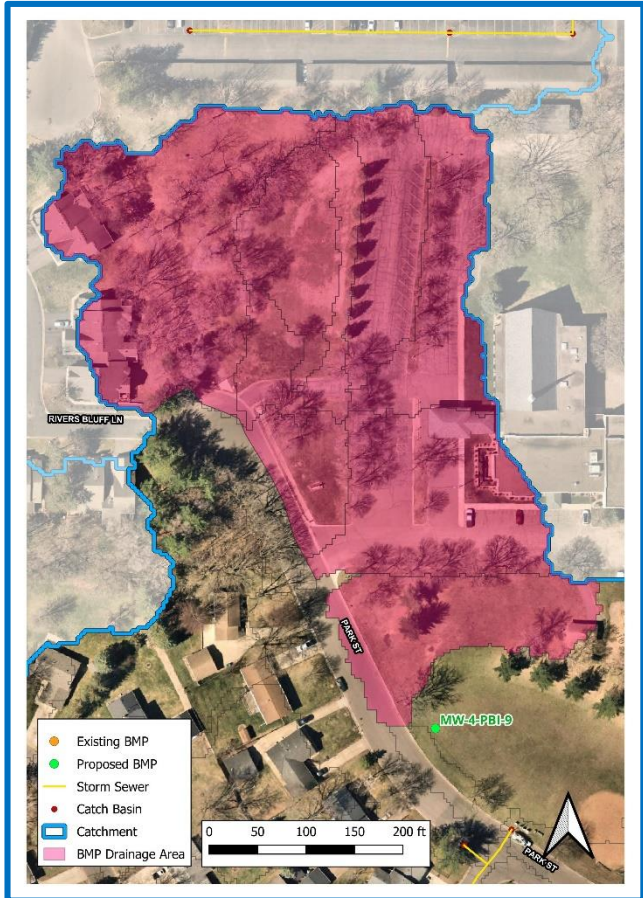 RIVERS BLUFF LN
PARK ST
MW-4-PBI-9
Existing BMP
Proposed BMP
Storm Sewer
Catch Basin
Catchment
BMP Drainage Area
0 50 100 150 200 ft
PARK ST